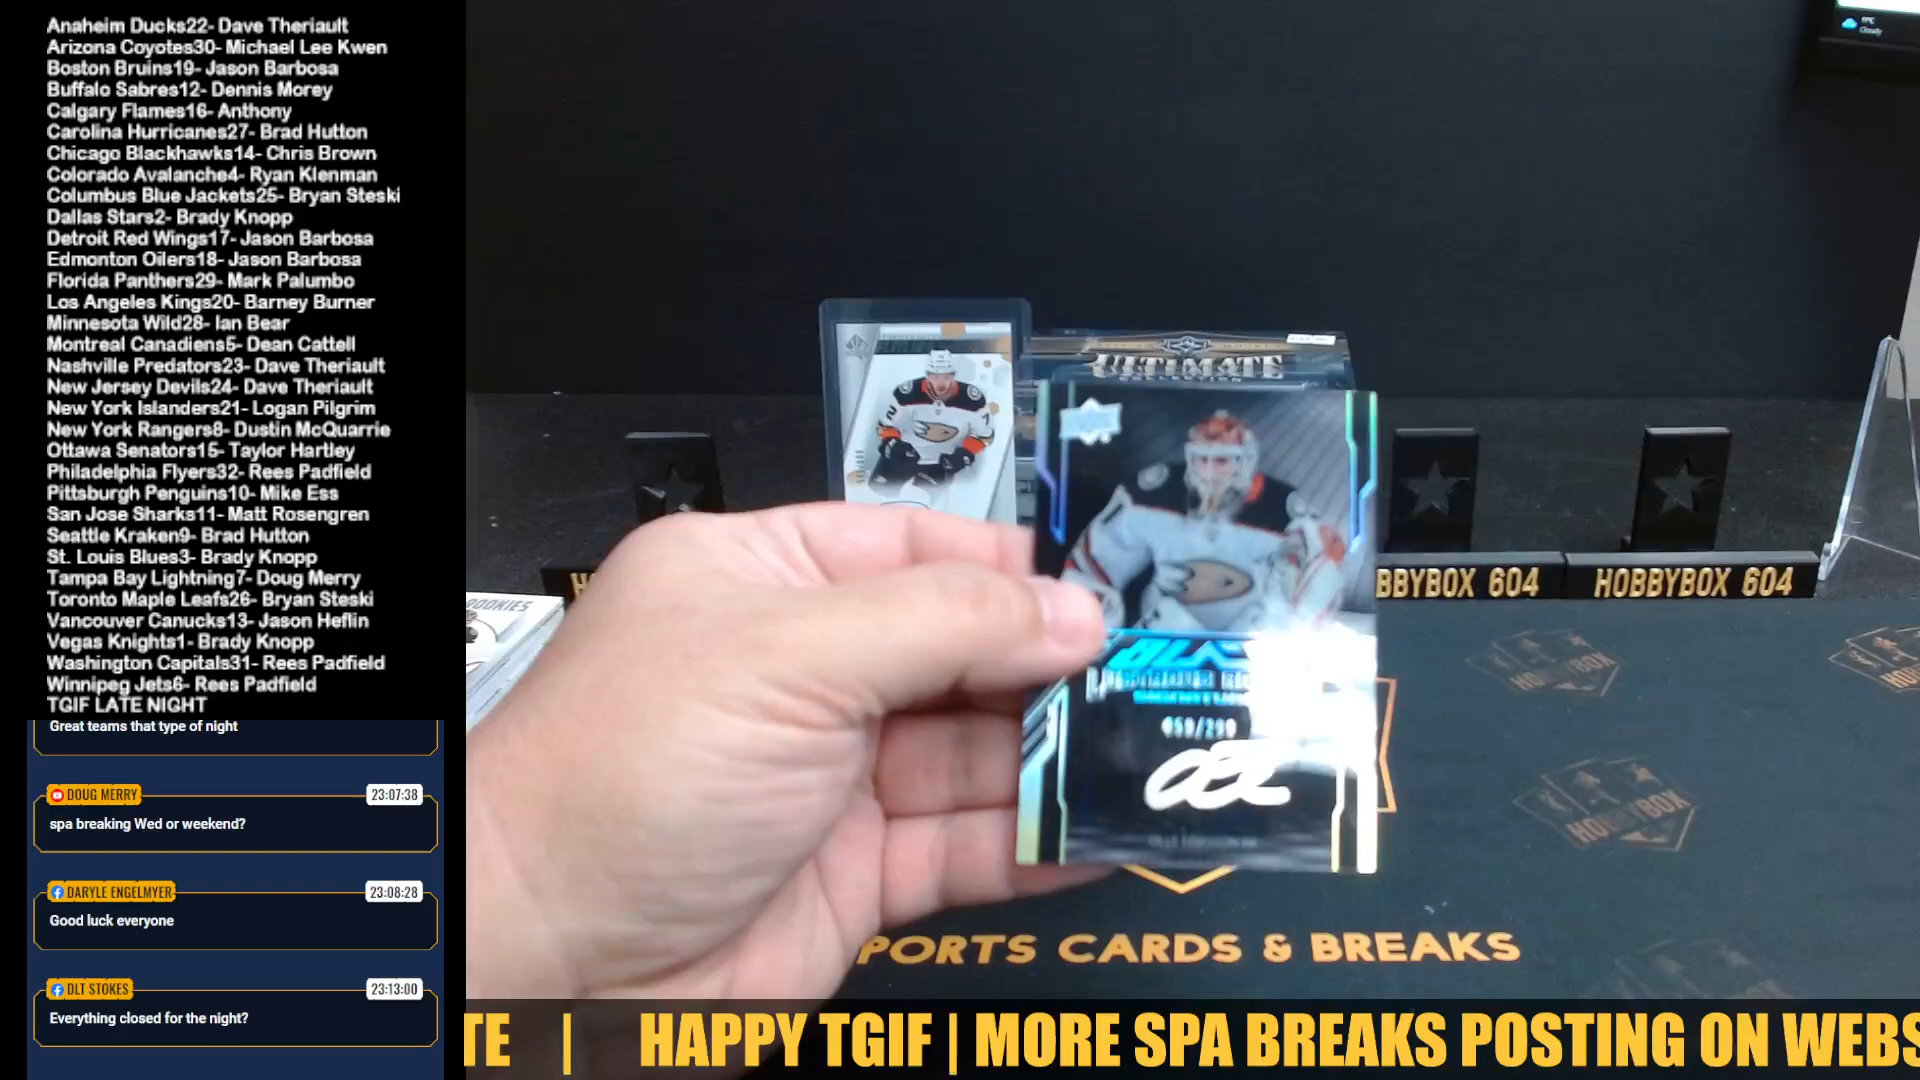 Anaheim Ducks22- Dave Theriault
Arizona Coyotes30- Michael Lee Kwen
Boston Bruins19- Jason Barbosa
Buffalo Sabres12- Dennis Morey
Calgary Flames16- Anthony
Carolina Hurricanes27- Brad Hutton
Chicago Blackhawks14- Chris Brown
Colorado Avalanche4- Ryan Klenman
Columbus Blue Jackets25- Bryan Steski
Dallas Stars2- Brady Knopp
Detroit Red Wings17- Jason Barbosa
Edmonton Oilers18- Jason Barbosa
Florida Panthers29- Mark Palumbo
Los Angeles Kings20- Barney Burner
Minnesota Wild28- Ian Bear
Montreal Canadiens5- Dean Cattell
Nashville Predators23- Dave Theriault
New Jersey Devils24- Dave Theriault
New York Islanders21- Logan Pilgrim
New York Rangers8- Dustin McQuarrie
Ottawa Senators15- Taylor Hartley
Philadelphia Flyers32- Rees Padfield
Pittsburgh Penguins10- Mike Ess
San Jose Sharks11- Matt Rosengren
Seattle Kraken9- Brad Hutton
St. Louis Blues3- Brady Knopp
Tampa Bay Lightning7- Doug Merry
Toronto Maple Leafs26- Bryan Steski
Vancouver Canucks13- Jason Heflin
Vegas Knights1- Brady Knopp
Washington Capitals31- Rees Padfield
Winnipeg Jets6- Rees Padfield
TGIF LATE NIGHT
Great teams that type of night
DOUG MERRY 23:07:38
spa breaking Wed or weekend?
DARYLE ENGELMYER 23:08:28
Good luck everyone
DLT STOKES 23:13:00
Everything closed for the night?
Cloudy
ULTIMATE
COLLECTION
BBYBOX 604
HOBBYBOX 604
HOBBYBOX
HOBBYBOX
PORTS CARDS & BREAKS
TE | HAPPY TGIF | MORE SPA BREAKS POSTING ON WEBS